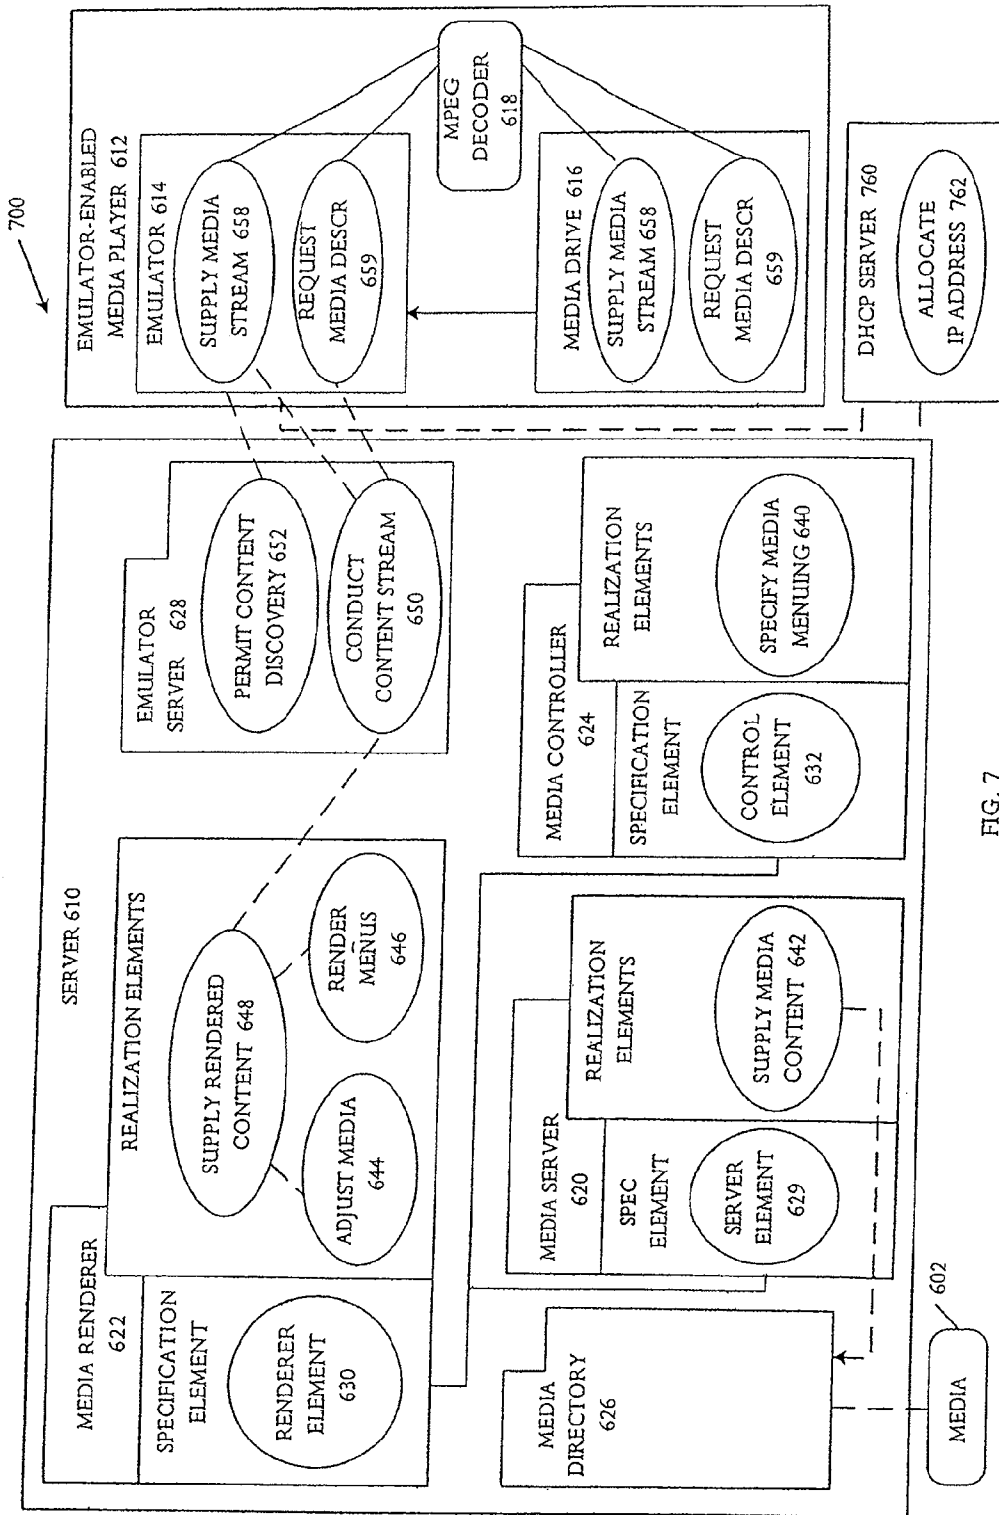 700
SERVER 610
MEDIA RENDERER
622
SPECIFICATION
ELEMENT
RENDERER
ELEMENT
630
REALIZATION ELEMENTS
SUPPLY RENDERED
CONTENT 648
ADJUST MEDIA
644
RENDER
MENUS
646
EMULATOR
SERVER 628
PERMIT CONTENT
DISCOVERY 652
CONDUCT
CONTENT STREAM
650
EMULATOR-ENABLED
MEDIA PLAYER 612
EMULATOR 614
SUPPLY MEDIA
STREAM 658
REQUEST
MEDIA DESCR
659
MPEG
DECODER
618
MEDIA DRIVE 616
SUPPLY MEDIA
STREAM 658
REQUEST
MEDIA DESCR
659
MEDIA
DIRECTORY
626
MEDIA SERVER
620
SPEC
ELEMENT
SERVER
ELEMENT
629
REALIZATION
ELEMENTS
SUPPLY MEDIA
CONTENT 642
MEDIA CONTROLLER
624
SPECIFICATION
ELEMENT
CONTROL
ELEMENT
632
REALIZATION
ELEMENTS
SPECIFY MEDIA
MENUING 640
DHCP SERVER 760
ALLOCATE
IP ADDRESS 762
MEDIA
602
FIG. 7